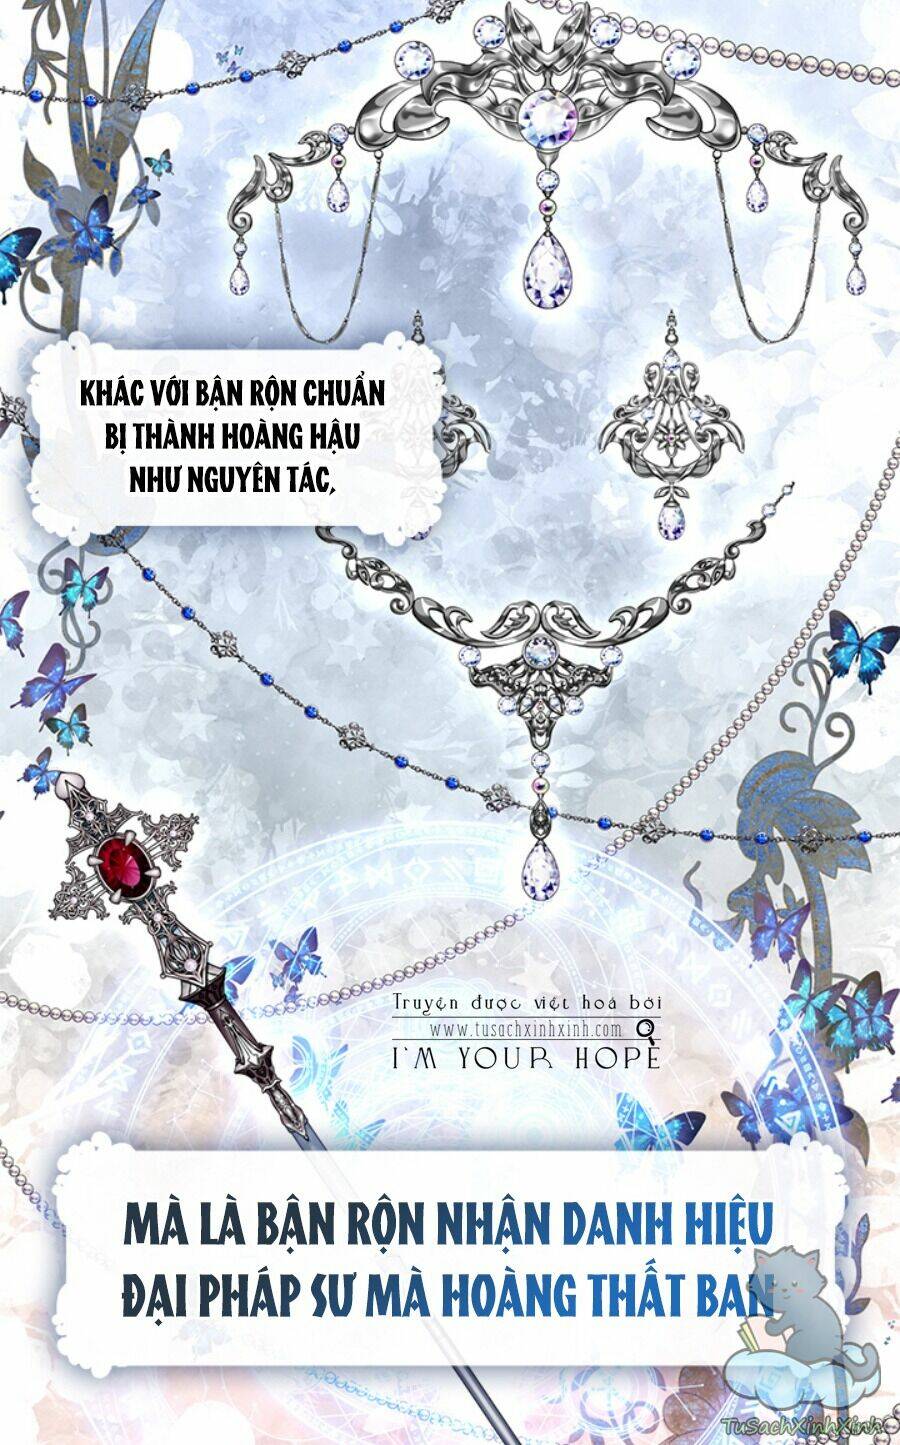 KHÁC VỚI BẬN RỘN CHUẨN
BỊ THÀNH HOÀNG HẬU
NHƯ NGUYÊN TÁC,
Truyện được việt hoá bởi
www.tusachxinhxinh.com
I'M YOUR HOPE
MÀ LÀ BẬN RỘN NHẬN DANH HIỆU
ĐẠI PHÁP SƯ MÀ HOÀNG THẤT BAN
TuSachXinhXinh